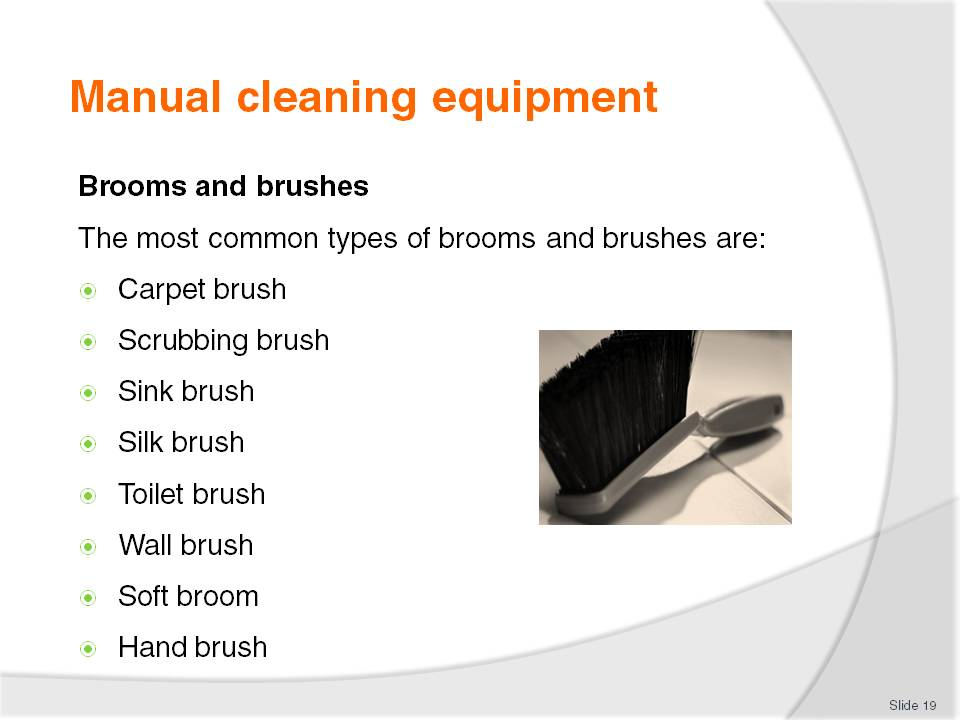 Manual cleaning equipment
Brooms and brushes
The most common types of brooms and brushes are:
Carpet brush
Scrubbing brush
Sink brush
Silk brush
Toilet brush
Wall brush
Soft broom
Hand brush
Slide 19